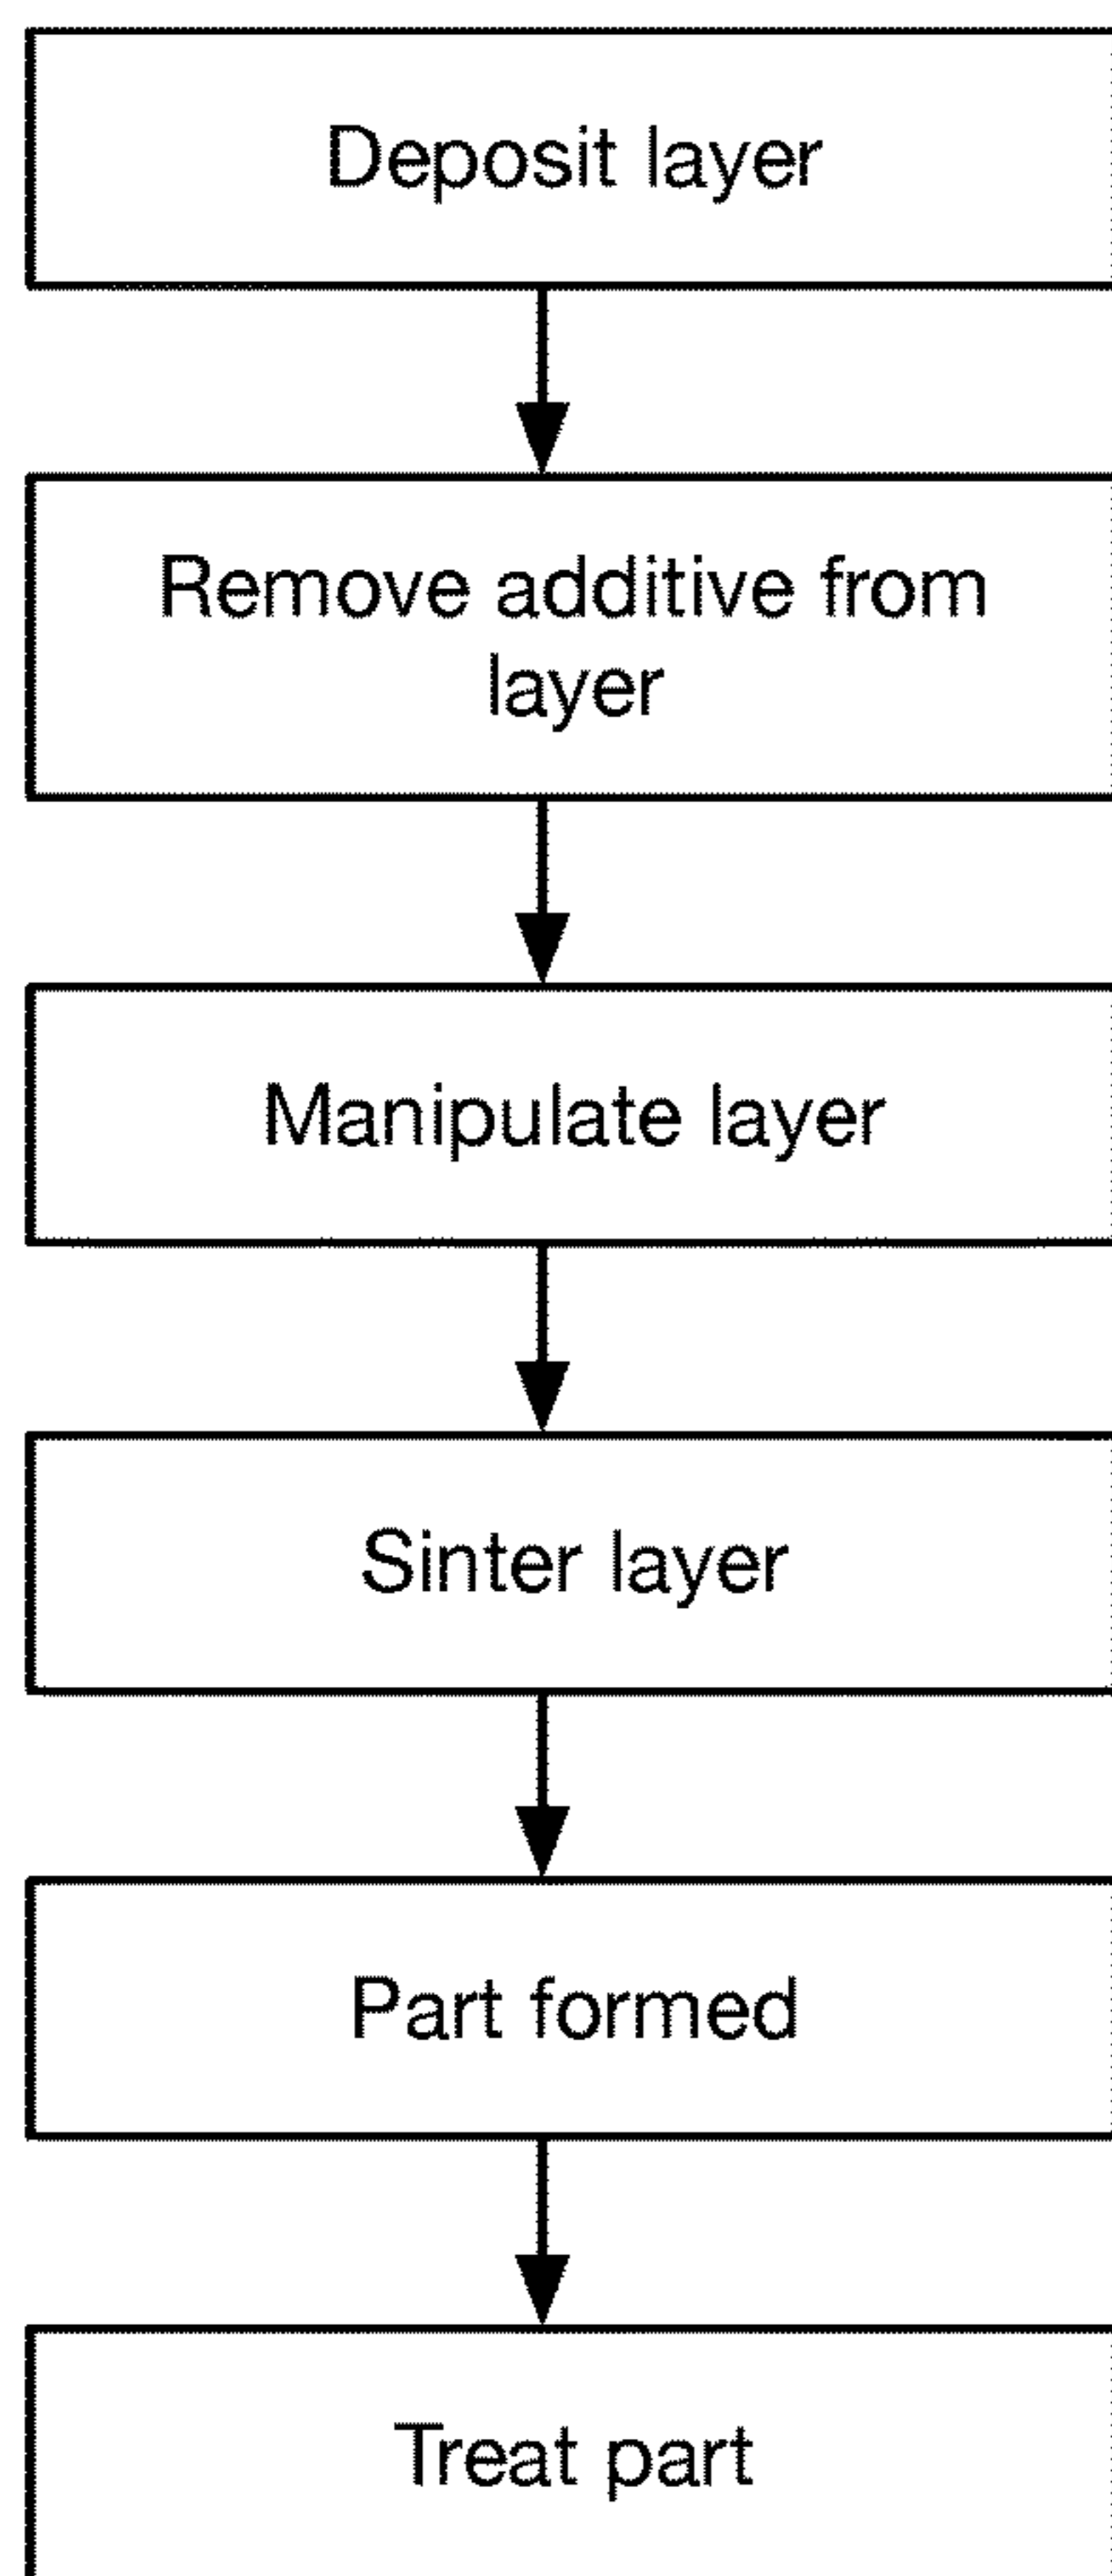 Deposit layer
Remove additive from
layer
Manipulate layer
Sinter layer
Part formed
Treat part